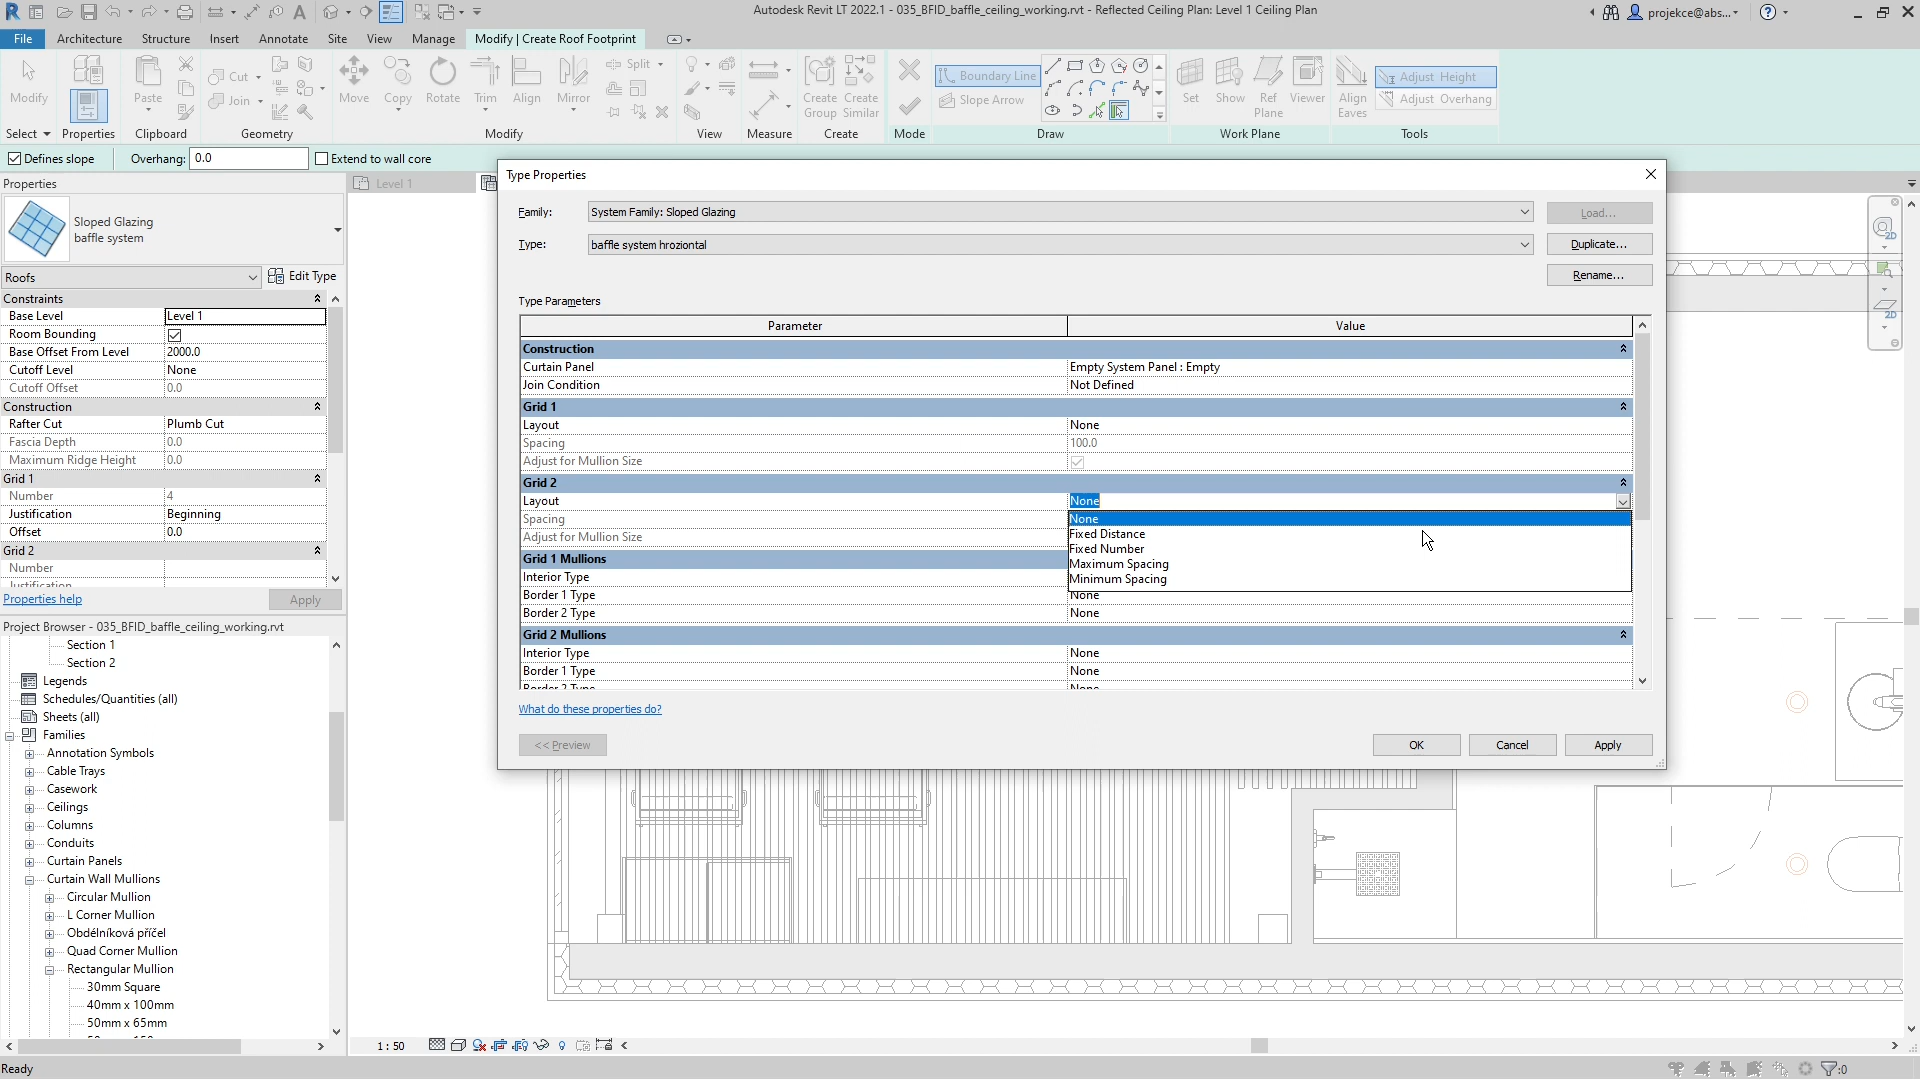 Autodesk Revit LT 2022.1 - 035_BFID_baffle_ceiling_working.rvt - Reflected Ceiling Plan: Level 1 Ceiling Plan
projekce@abs...
File Architecture Structure Insert Annotate Site View Manage Modify | Create Roof Footprint
Cut
Join
Split
Modify
Paste
Move Copy Rotate Trim Align Mirror
Create Group
Create Similar
Boundary Line
Slope Arrow
Set Show Ref Plane Viewer
Align Eaves
Adjust Height
Adjust Overhang
Select Properties Clipboard Geometry Modify View Measure Create Mode Draw Work Plane Tools
Defines slope Overhang: 0.0 Extend to wall core
Properties
Sloped Glazing
baffle system
Roofs Edit Type
Constraints
Base Level Level 1
Room Bounding
Base Offset From Level 2000.0
Cutoff Level None
Cutoff Offset 0.0
Construction
Rafter Cut Plumb Cut
Fascia Depth 0.0
Maximum Ridge Height 0.0
Grid 1
Number 4
Justification Beginning
Offset 0.0
Grid 2
Number
Justification
Properties help Apply
Project Browser - 035_BFID_baffle_ceiling_working.rvt
Section 1
Section 2
Legends
Schedules/Quantities (all)
Sheets (all)
Families
Annotation Symbols
Cable Trays
Casework
Ceilings
Columns
Conduits
Curtain Panels
Curtain Wall Mullions
Circular Mullion
L Corner Mullion
Obdélníková příčel
Quad Corner Mullion
Rectangular Mullion
30mm Square
40mm x 100mm
50mm x 65mm
Ready
Level 1
Type Properties
Family: System Family: Sloped Glazing Load...
Type: baffle system hroziontal Duplicate...
Rename...
Type Parameters
Parameter Value
Construction
Curtain Panel Empty System Panel : Empty
Join Condition Not Defined
Grid 1
Layout None
Spacing 100.0
Adjust for Mullion Size
Grid 2
Layout None
Spacing
Adjust for Mullion Size
None
Fixed Distance
Fixed Number
Maximum Spacing
Minimum Spacing
Grid 1 Mullions
Interior Type
Border 1 Type None
Border 2 Type None
Grid 2 Mullions
Interior Type None
Border 1 Type None
Border 2 Type None
What do these properties do?
<< Preview OK Cancel Apply
2D
2D
1 : 50
:0